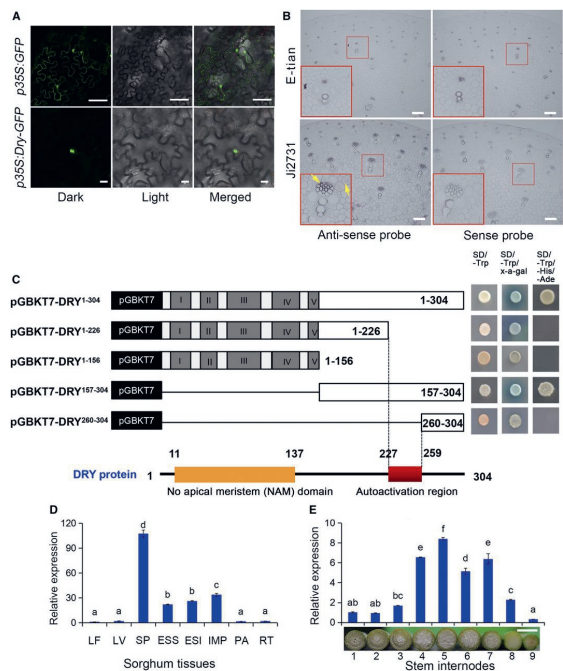 A
p35S:GFP
p35S:Dry-GFP
Dark Light Merged
B
E-tian
Ji2731
Anti-sense probe Sense probe
C
SD/-Trp
SD/-Trp/x-a-gal
SD/-Trp/-His/-Ade
pGBKT7-DRY1-304 pGBKT7 I II III IV V 1-304
pGBKT7-DRY1-226 pGBKT7 I II III IV V 1-226
pGBKT7-DRY1-156 pGBKT7 I II III IV V 1-156
pGBKT7-DRY157-304 pGBKT7 157-304
pGBKT7-DRY260-304 pGBKT7 260-304
11 137 227 259
DRY protein 1 304
No apical meristem (NAM) domain Autoactivation region
D
Relative expression
120
90
60
30
0
a a d b b c a a
LF LV SP ESS ESI IMP PA RT
Sorghum tissues
E
Relative expression
10
8
6
4
2
0
ab ab bc e f d e c a
1 2 3 4 5 6 7 8 9
Stem internodes